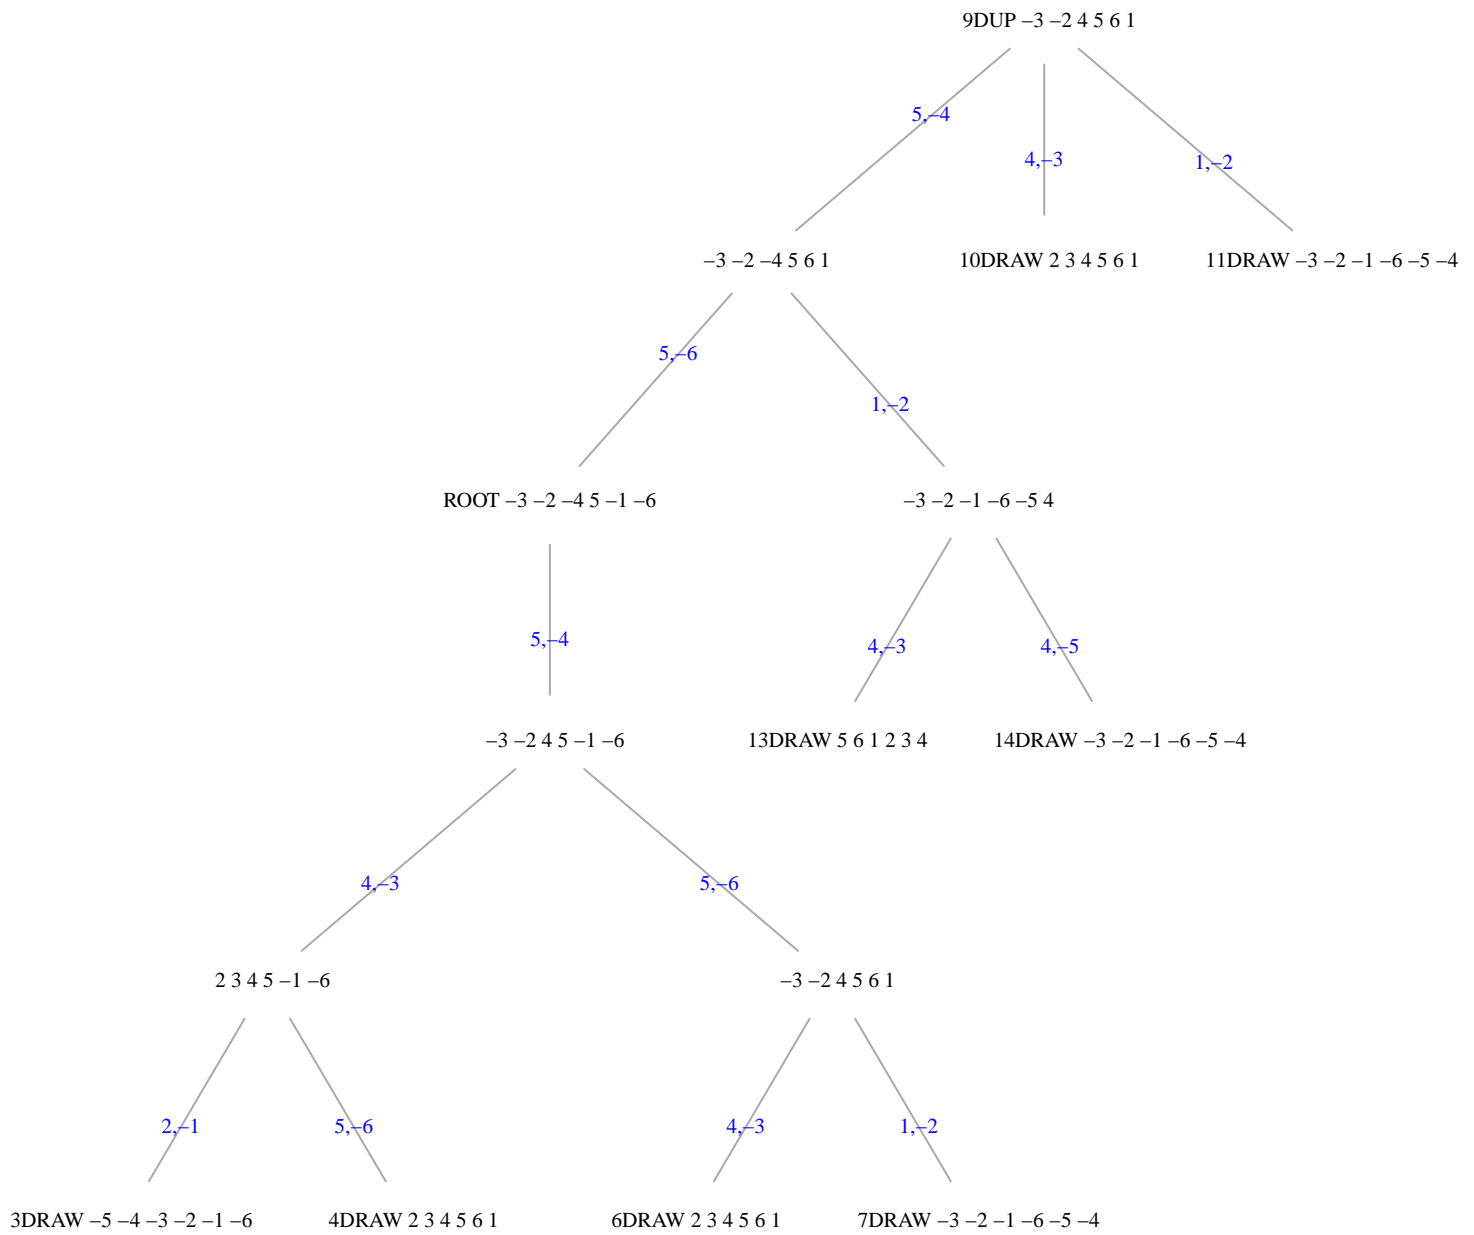 9DUP –3 –2 4 5 6 1
5,–4
4,–3
1,–2
–3 –2 –4 5 6 1
10DRAW 2 3 4 5 6 1
11DRAW –3 –2 –1 –6 –5 –4
5,–6
1,–2
ROOT –3 –2 –4 5 –1 –6
–3 –2 –1 –6 –5 4
5,–4
4,–3
4,–5
–3 –2 4 5 –1 –6
13DRAW 5 6 1 2 3 4
14DRAW –3 –2 –1 –6 –5 –4
4,–3
5,–6
2 3 4 5 –1 –6
–3 –2 4 5 6 1
2,–1
5,–6
4,–3
1,–2
3DRAW –5 –4 –3 –2 –1 –6
4DRAW 2 3 4 5 6 1
6DRAW 2 3 4 5 6 1
7DRAW –3 –2 –1 –6 –5 –4